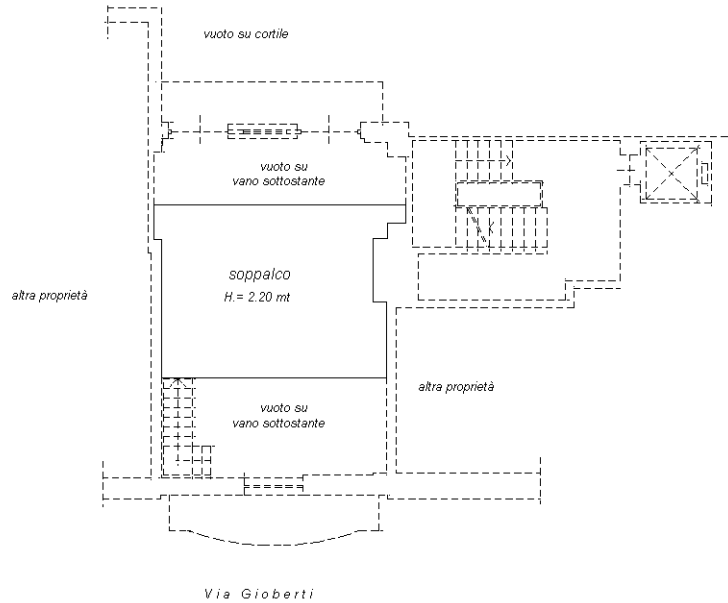 vuoto su cortile
vuoto su
vano sottostante
soppalco
H.= 2.20 mt
altra proprietà
altra proprietà
vuoto su
vano sottostante
Via Gioberti